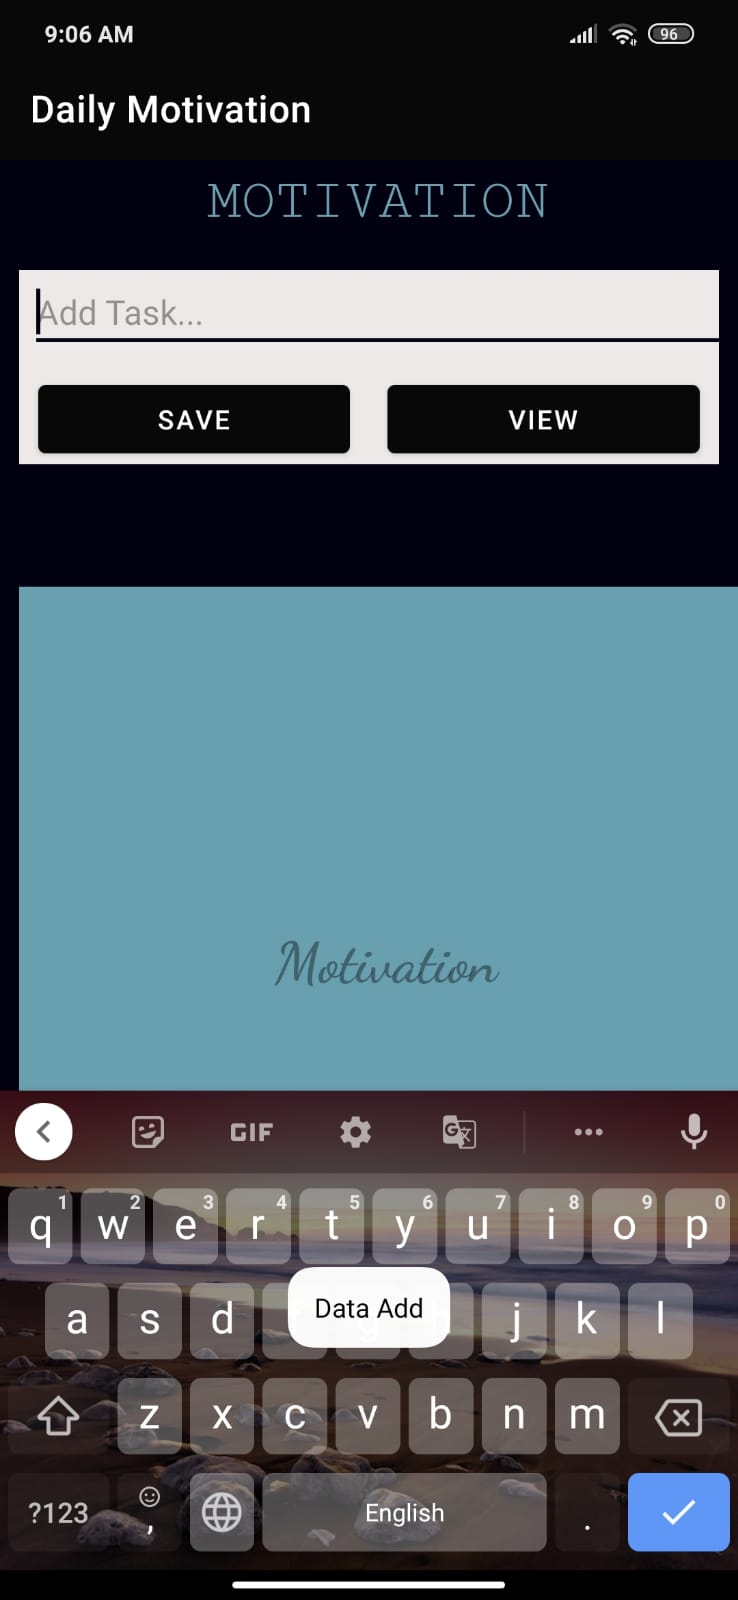 9:06 AM
96
Daily Motivation
MOTIVATION
Add Task...
SAVE
VIEW
Motivation
GIF
q 1 w 2 e 3 r 4 t 5 y 6 u 7 i 8 o 9 p 0
a s d j k l
Data Add
z x c v b n m
?123 , English .